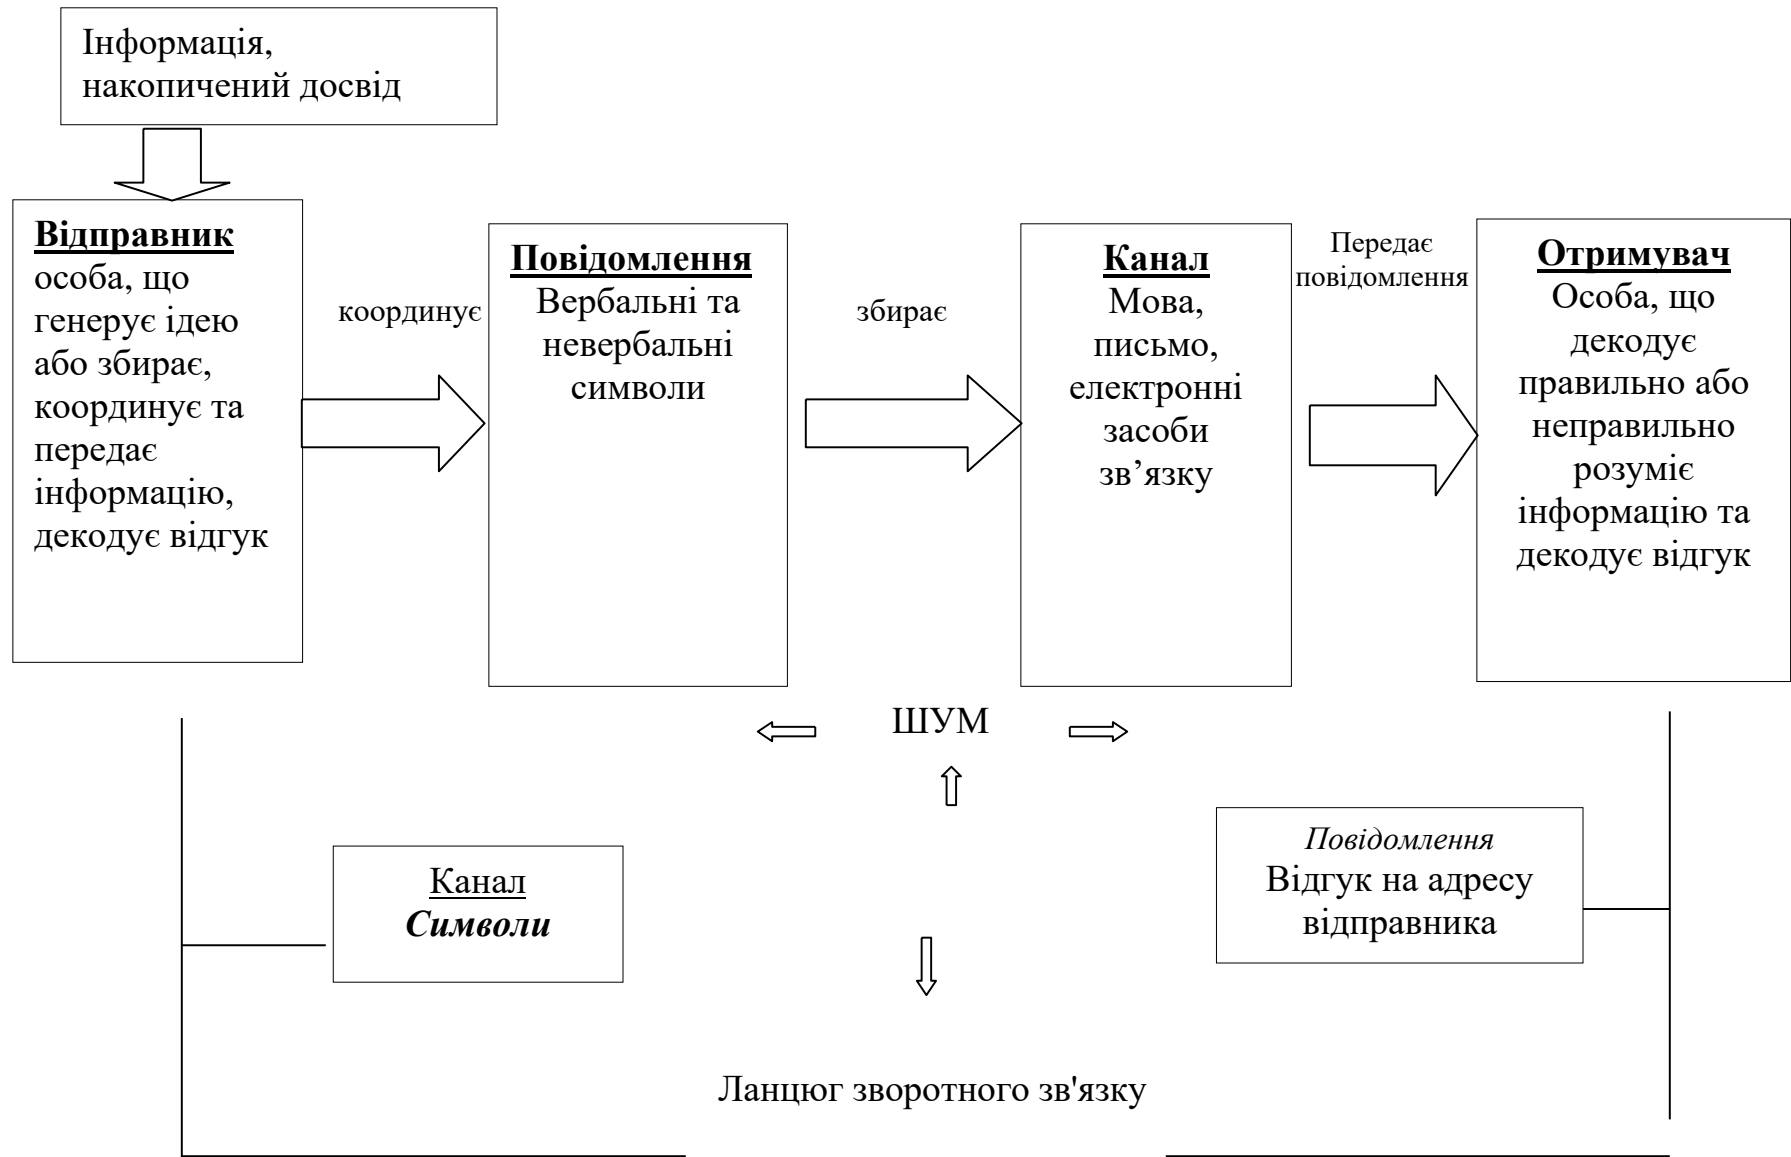 Інформація,
накопичений досвід
Відправник
особа, що
генерує ідею
або збирає,
координує та
передає
інформацію,
декодує відгук
координує
Повідомлення
Вербальні та
невербальні
символи
збирає
Канал
Мова,
письмо,
електронні
засоби
зв’язку
Передає
повідомлення
Отримувач
Особа, що
декодує
правильно або
неправильно
розуміє
інформацію та
декодує відгук
ШУМ
Канал
Символи
Повідомлення
Відгук на адресу
відправника
Ланцюг зворотного зв'язку